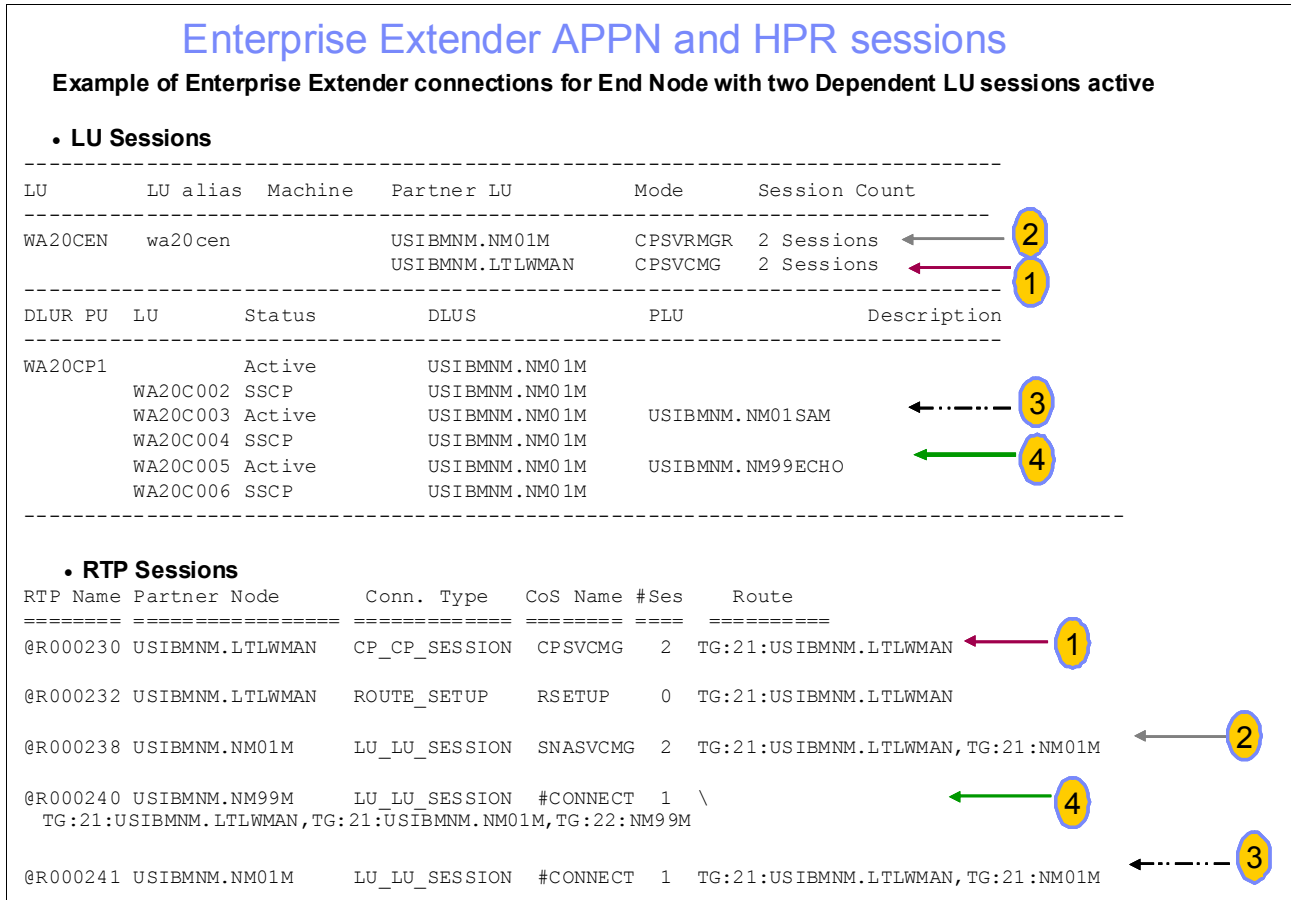 Enterprise Extender APPN and HPR sessions
Example of Enterprise Extender connections for End Node with two Dependent LU sessions active
• LU Sessions
--------------------------------------------------------------------------------
LU LU alias Machine Partner LU Mode Session Count
-------------------------------------------------------------------------------
WA20CEN wa20cen USIBMNM.NM01M CPSVRMGR 2 Sessions 2
USIBMNM.LTLWMAN CPSVCMG 2 Sessions 1
--------------------------------------------------------------------------------
DLUR PU LU Status DLUS PLU Description
--------------------------------------------------------------------------------
WA20CP1 Active USIBMNM.NM01M
WA20C002 SSCP USIBMNM.NM01M
WA20C003 Active USIBMNM.NM01M USIBMNM.NM01SAM 3
WA20C004 SSCP USIBMNM.NM01M
WA20C005 Active USIBMNM.NM01M USIBMNM.NM99ECHO 4
WA20C006 SSCP USIBMNM.NM01M
------------------------------------------------------------------------------------------
• RTP Sessions
RTP Name Partner Node Conn. Type CoS Name #Ses Route
======== ================= ============= ======== ==== ==========
@R000230 USIBMNM.LTLWMAN CP_CP_SESSION CPSVCMG 2 TG:21:USIBMNM.LTLWMAN 1
@R000232 USIBMNM.LTLWMAN ROUTE_SETUP RSETUP 0 TG:21:USIBMNM.LTLWMAN
@R000238 USIBMNM.NM01M LU_LU_SESSION SNASVCMG 2 TG:21:USIBMNM.LTLWMAN,TG:21:NM01M 2
@R000240 USIBMNM.NM99M LU_LU_SESSION #CONNECT 1 \ 4
TG:21:USIBMNM.LTLWMAN,TG:21:USIBMNM.NM01M,TG:22:NM99M
@R000241 USIBMNM.NM01M LU_LU_SESSION #CONNECT 1 TG:21:USIBMNM.LTLWMAN,TG:21:NM01M 3